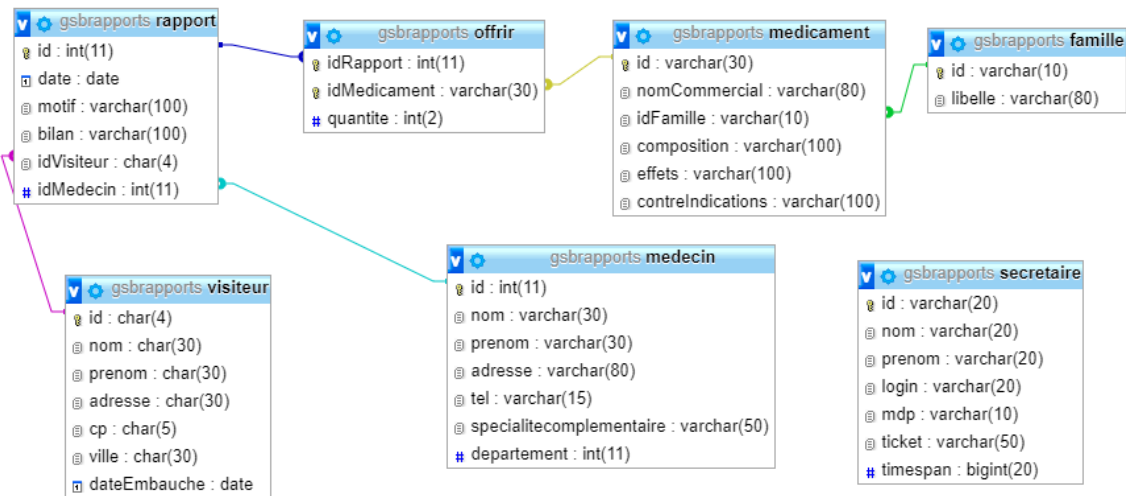 gsbrapports rapport
id : int(11)
date : date
motif : varchar(100)
bilan : varchar(100)
idVisiteur : char(4)
# idMedecin : int(11)
gsbrapports offrir
idRapport : int(11)
idMedicament : varchar(30)
# quantite : int(2)
gsbrapports medicament
id : varchar(30)
nomCommercial : varchar(80)
idFamille : varchar(10)
composition : varchar(100)
effets : varchar(100)
contreIndications : varchar(100)
gsbrapports famille
id : varchar(10)
libelle : varchar(80)
gsbrapports visiteur
id : char(4)
nom : char(30)
prenom : char(30)
adresse : char(30)
cp : char(5)
ville : char(30)
dateEmbauche : date
gsbrapports medecin
id : int(11)
nom : varchar(30)
prenom : varchar(30)
adresse : varchar(80)
tel : varchar(15)
specialitecomplementaire : varchar(50)
# departement : int(11)
gsbrapports secretaire
id : varchar(20)
nom : varchar(20)
prenom : varchar(20)
login : varchar(20)
mdp : varchar(10)
ticket : varchar(50)
# timespan : bigint(20)